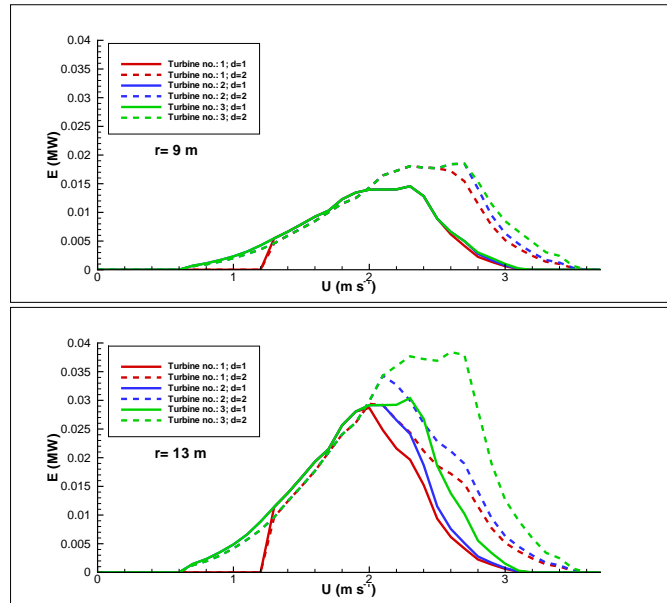 0.04
0.035
0.03
0.025
0.02
0.015
0.01
0.005
0
E (MW)
Turbine no.: 1; d=1
Turbine no.: 1; d=2
Turbine no.: 2; d=1
Turbine no.: 2; d=2
Turbine no.: 3; d=1
Turbine no.: 3; d=2
r= 9 m
0 1 2 3
U (m s⁻¹)
0.04
0.035
0.03
0.025
0.02
0.015
0.01
0.005
0
E (MW)
Turbine no.: 1; d=1
Turbine no.: 1; d=2
Turbine no.: 2; d=1
Turbine no.: 2; d=2
Turbine no.: 3; d=1
Turbine no.: 3; d=2
r= 13 m
0 1 2 3
U (m s⁻¹)